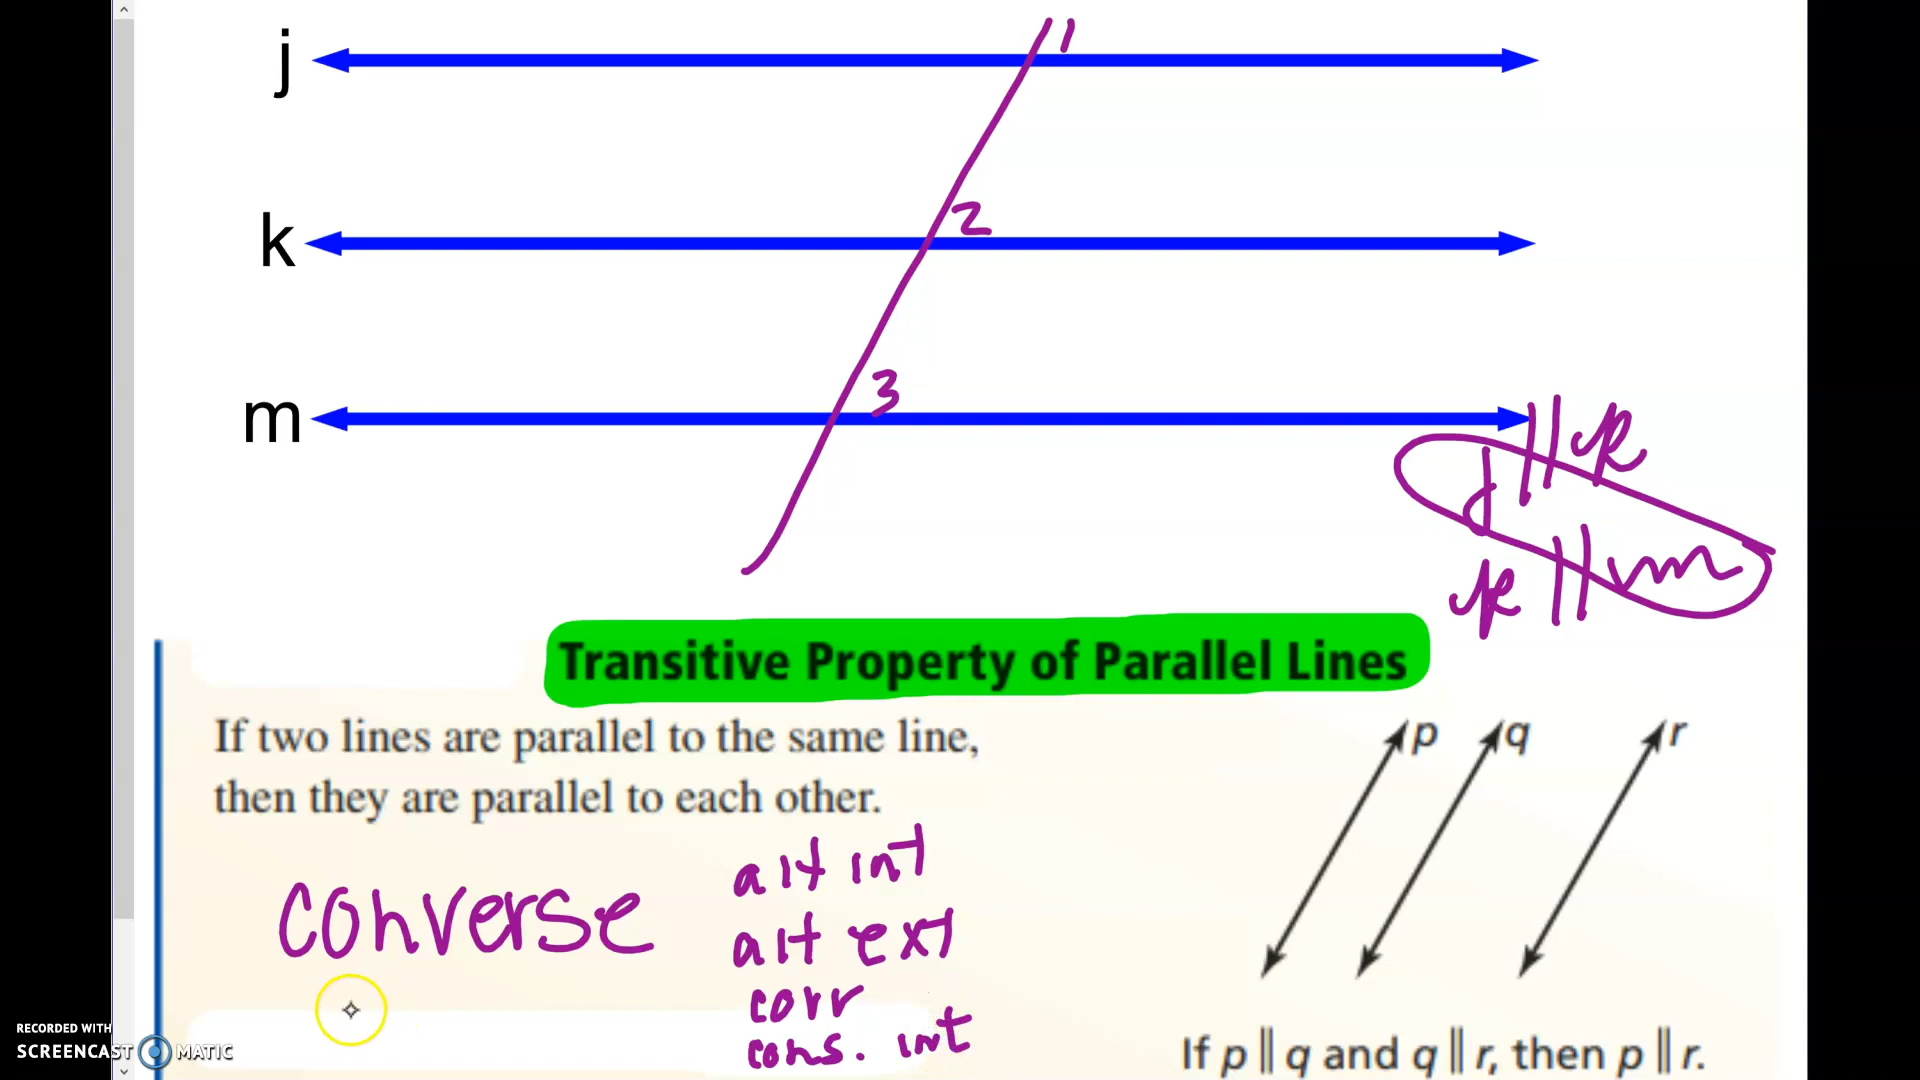 j
1
k
2
m
3
j || k
k || m
Transitive Property of Parallel Lines
If two lines are parallel to the same line,
then they are parallel to each other.
p q r
converse
alt int
alt ext
corr
cons. int
If p || q and q || r, then p || r.
RECORDED WITH
SCREENCAST MATIC